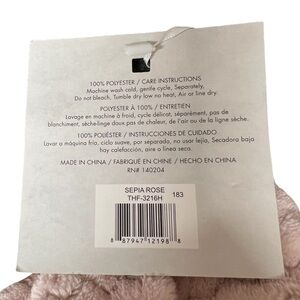 100% POLYESTER / CARE INSTRUCTIONS
Machine wash cold, gentle cycle, Separately,
Do not bleach, Tumble dry low no heat, Air or line dry.
POLYESTER À 100% / ENTRETIEN
Lavage en machine à froid, cycle délicat, séparément, pas de
blanchiment, sèche-linge doux pas de chaleur, de l'air ou de la ligne sèche.
100% POLIÉSTER / INSTRUCCIONES DE CUIDADO
Lavar a máquina frío, ciclo suave, por separado, no usar lejía, Secadora bajo
hay calefacción, aire o línea seca.
MADE IN CHINA / FABRIQUÉ EN CHINE / HECHO EN CHINA
RN# 140204
SEPIA ROSE
THF-3216H
183
8 87947 12198 8